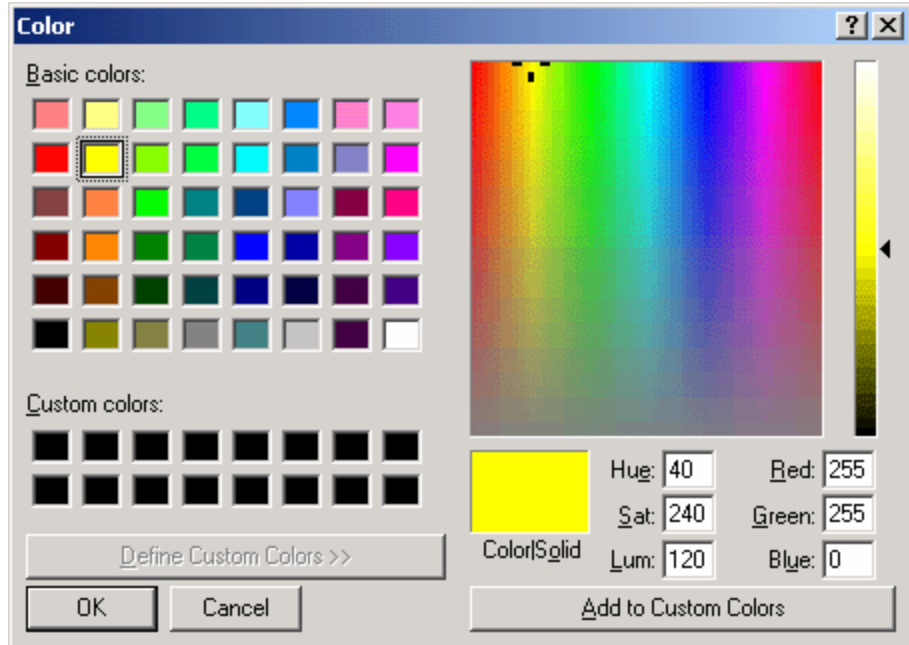 Color
Basic colors:
Custom colors:
Define Custom Colors >>
OK Cancel
Color|Solid
Hue: 40 Red: 255
Sat: 240 Green: 255
Lum: 120 Blue: 0
Add to Custom Colors